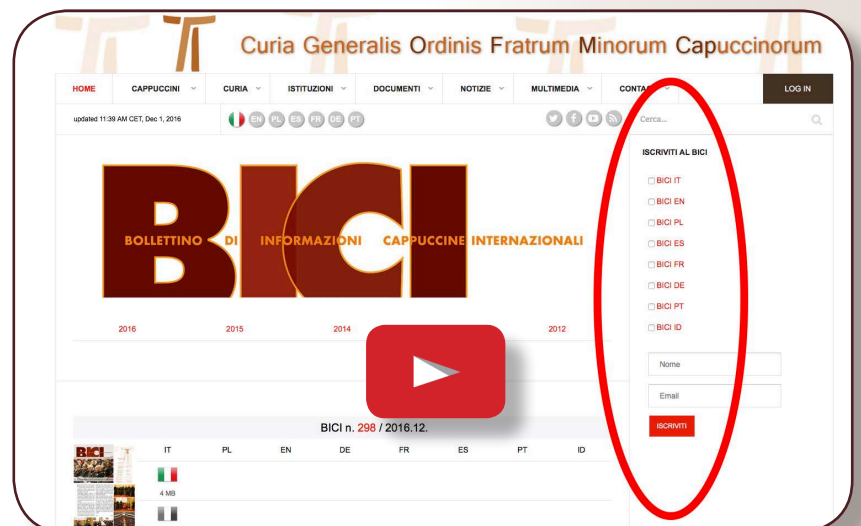 Curia Generalis Ordinis Fratrum Minorum Capuccinorum
HOME CAPPUCCINI CURIA ISTITUZIONI DOCUMENTI NOTIZIE MULTIMEDIA LOG IN
updated 11:39 AM CET, Dec 1, 2016 EN PL ES FR DE PT Cerca...
BICI
BOLLETTINO DI INFORMAZIONI CAPPUCCINE INTERNAZIONALI
2016 2015 2014 2012
ISCRIVITI AL BICI
BICI IT
BICI EN
BICI PL
BICI ES
BICI FR
BICI DE
BICI PT
BICI ID
Nome
Email
ISCRIVITI
BICI n. 298 / 2016.12.
IT PL EN DE FR ES PT ID
BICI
4 MB